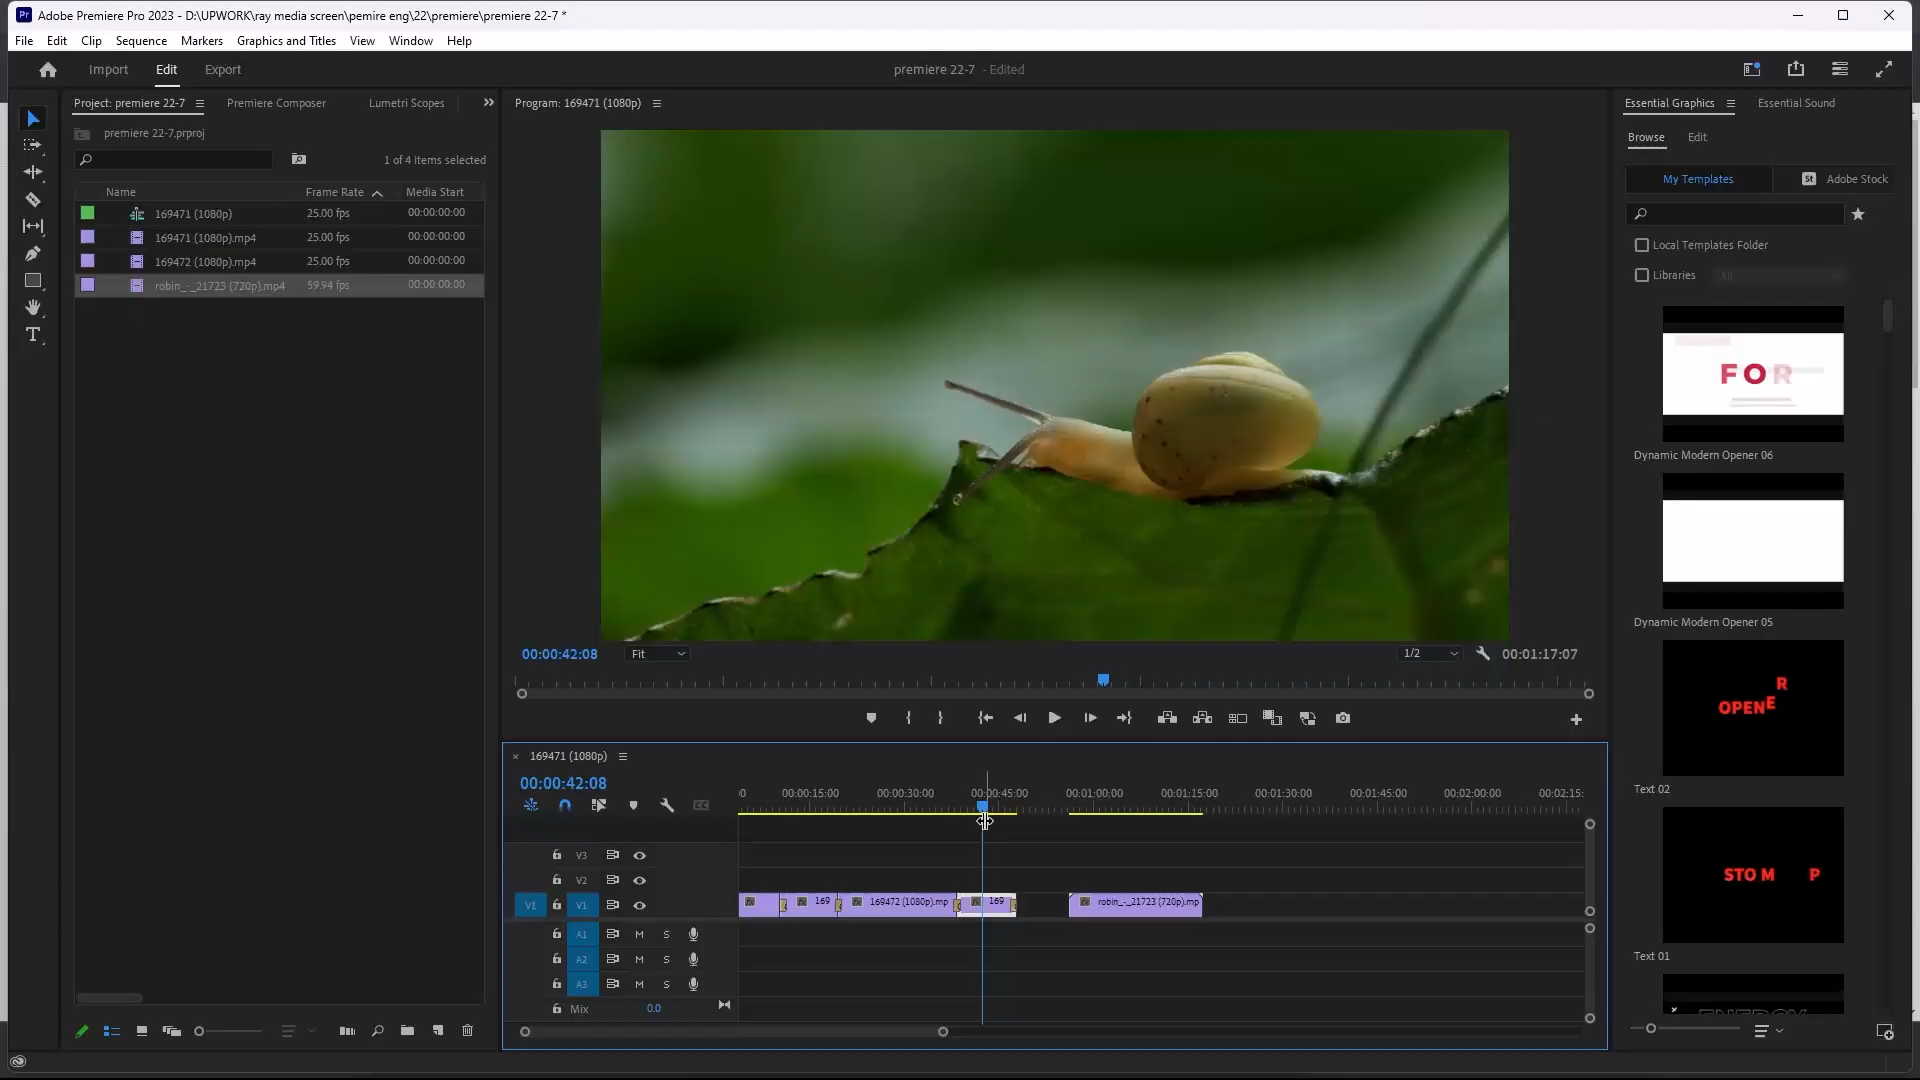 Adobe Premiere Pro 2023 - D:\UPWORK\ray media screen\pemire eng\22\premiere\premiere 22-7 *
File Edit Clip Sequence Markers Graphics and Titles View Window Help
Import Edit Export premiere 22-7 - Edited
Project: premiere 22-7 Premiere Composer Lumetri Scopes
premiere 22-7.prproj
1 of 4 items selected
Name Frame Rate Media Start
169471 (1080p) 25.00 fps 00:00:00:00
169471 (1080p).mp4 25.00 fps 00:00:00:00
169472 (1080p).mp4 25.00 fps 00:00:00:00
robin_-_21723 (720p).mp4 59.94 fps 00:00:00:00
Program: 169471 (1080p)
00:00:42:08 Fit 1/2 00:01:17:07
169471 (1080p)
00:00:42:08
:00 00:00:15:00 00:00:30:00 00:00:45:00 00:01:00:00 00:01:15:00 00:01:30:00 00:01:45:00 00:02:00:00 00:02:15:
V3
V2
V1 V1 169 169472 (1080p).mp 169 robin_-_21723 (720p).mp
A1 M S
A2 M S
A3 M S
Mix 0.0
Essential Graphics Essential Sound
Browse Edit
My Templates St Adobe Stock
Local Templates Folder
Libraries All
FOR
Dynamic Modern Opener 06
Dynamic Modern Opener 05
OPENER
Text 02
STOM P
Text 01
ENERGY